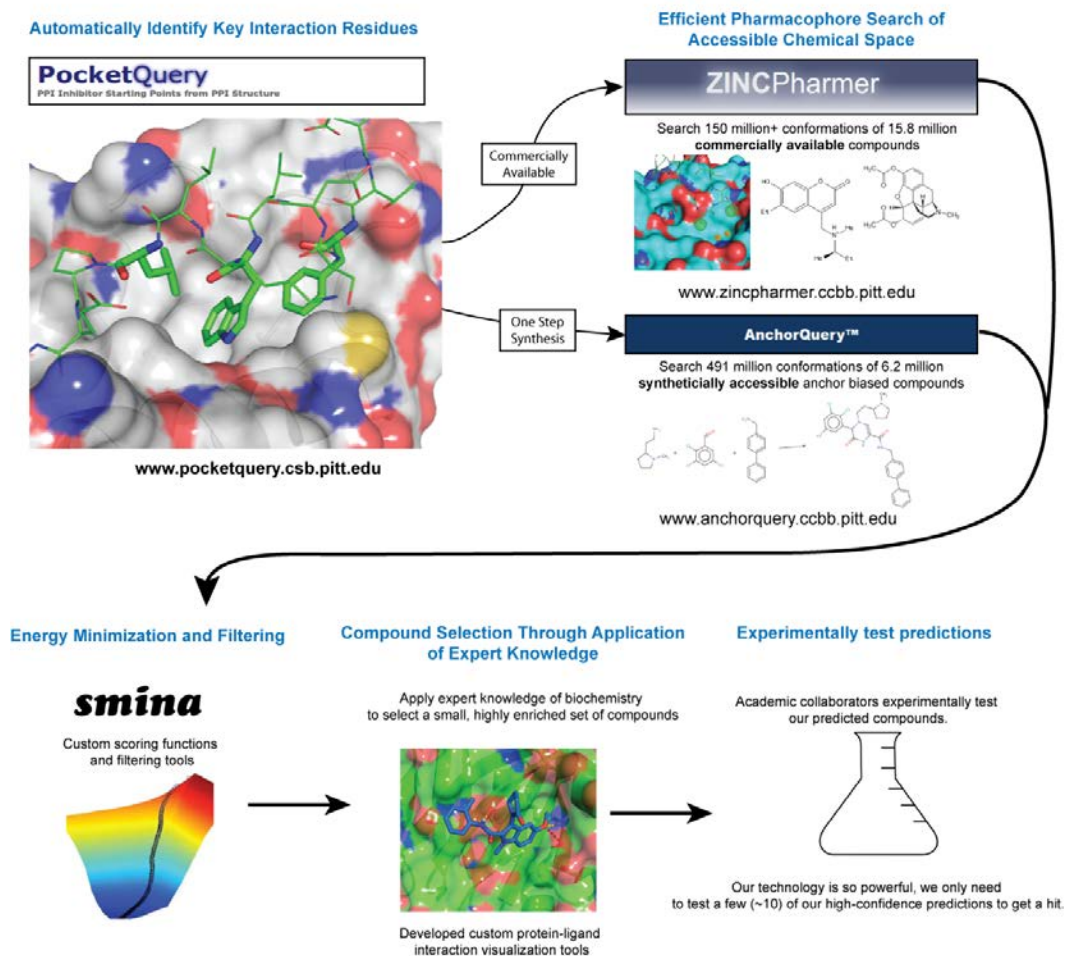 Automatically Identify Key Interaction Residues
PocketQuery
PPI Inhibitor Starting Points from PPI Structure
www.pocketquery.csb.pitt.edu
Commercially
Available
One Step
Synthesis
Efficient Pharmacophore Search of
Accessible Chemical Space
ZINCPharmer
Search 150 million+ conformations of 15.8 million
commercially available compounds
www.zincpharmer.ccbb.pitt.edu
AnchorQuery™
Search 491 million conformations of 6.2 million
syntheticially accessible anchor biased compounds
www.anchorquery.ccbb.pitt.edu
Energy Minimization and Filtering
smina
Custom scoring functions
and filtering tools
Compound Selection Through Application
of Expert Knowledge
Apply expert knowledge of biochemistry
to select a small, highly enriched set of compounds
Developed custom protein-ligand
interaction visualization tools
Experimentally test predictions
Academic collaborators experimentally test
our predicted compounds.
Our technology is so powerful, we only need
to test a few (~10) of our high-confidence predictions to get a hit.